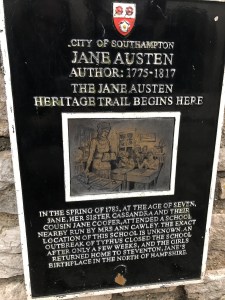 CITY OF SOUTHAMPTON
JANE AUSTEN
AUTHOR: 1775-1817
THE JANE AUSTEN
HERITAGE TRAIL BEGINS HERE
IN THE SPRING OF 1783, AT THE AGE OF SEVEN,
JANE, HER SISTER CASSANDRA AND THEIR
COUSIN JANE COOPER, ATTENDED A SCHOOL
NEARBY RUN BY MRS ANN CAWLEY. THE EXACT
LOCATION OF THIS SCHOOL IS UNKNOWN. AN
OUTBREAK OF TYPHUS CLOSED THE SCHOOL
AFTER ONLY A FEW WEEKS, AND THE GIRLS
RETURNED HOME TO STEVENTON, JANE'S
BIRTHPLACE IN THE NORTH OF HAMPSHIRE.